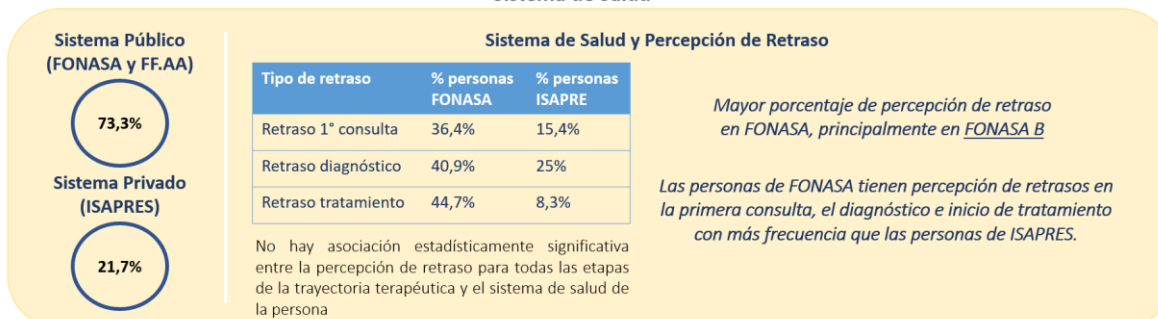 Sistema Público
(FONASA y FF.AA)
73,3%
Sistema Privado
(ISAPRES)
21,7%
Sistema de Salud y Percepción de Retraso
Tipo de retraso % personas FONASA % personas ISAPRE
Retraso 1° consulta 36,4% 15,4%
Retraso diagnóstico 40,9% 25%
Retraso tratamiento 44,7% 8,3%
No hay asociación estadísticamente significativa
entre la percepción de retraso para todas las etapas
de la trayectoria terapéutica y el sistema de salud de
la persona
Mayor porcentaje de percepción de retraso
en FONASA, principalmente en FONASA B
Las personas de FONASA tienen percepción de retrasos en
la primera consulta, el diagnóstico e inicio de tratamiento
con más frecuencia que las personas de ISAPRES.